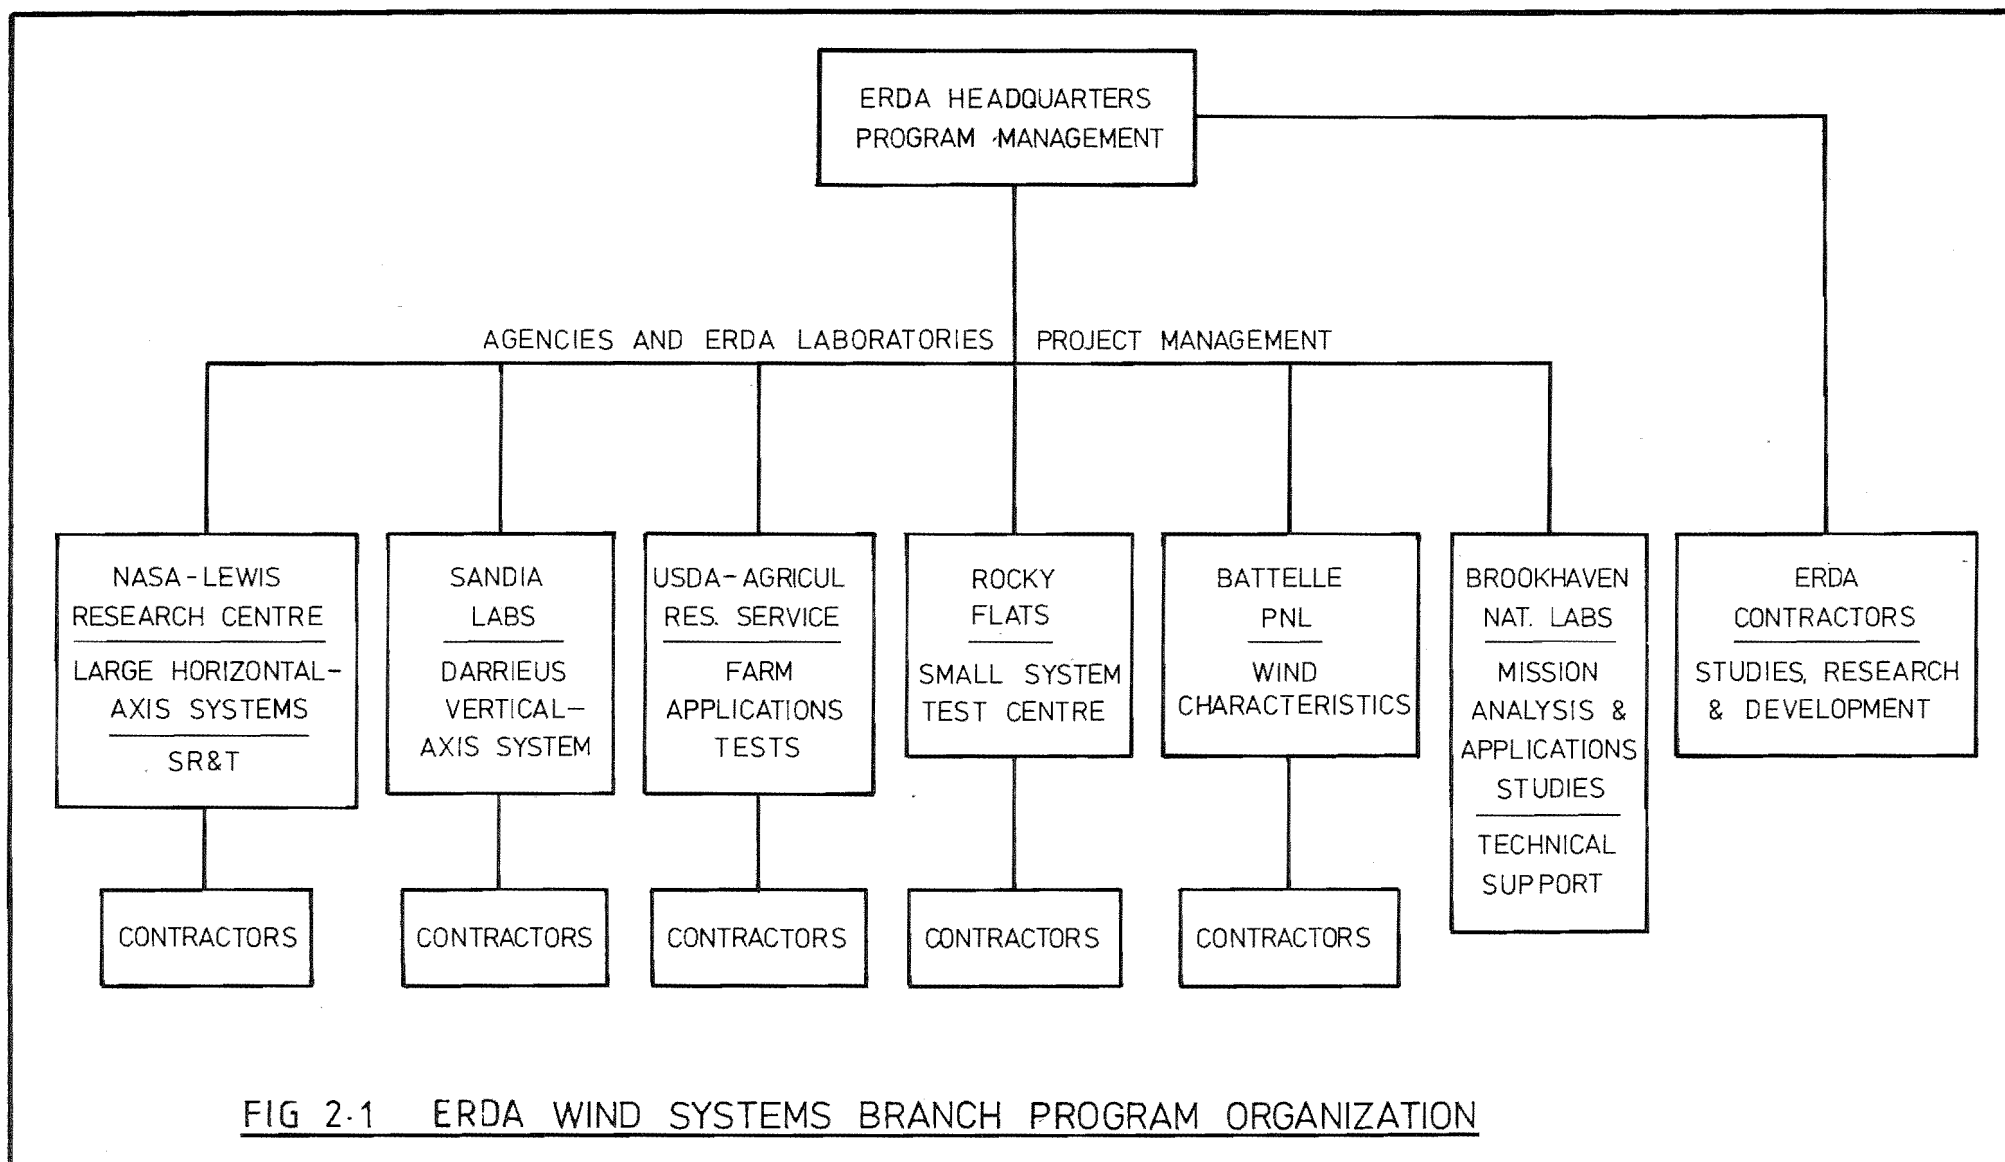 ERDA HEADQUARTERS
PROGRAM MANAGEMENT
AGENCIES AND ERDA LABORATORIES PROJECT MANAGEMENT
NASA-LEWIS
RESEARCH CENTRE
LARGE HORIZONTAL-
AXIS SYSTEMS
SR&T
SANDIA
LABS
DARRIEUS
VERTICAL-
AXIS SYSTEM
USDA-AGRICUL
RES. SERVICE
FARM
APPLICATIONS
TESTS
ROCKY
FLATS
SMALL SYSTEM
TEST CENTRE
BATTELLE
PNL
WIND
CHARACTERISTICS
BROOKHAVEN
NAT. LABS
MISSION
ANALYSIS &
APPLICATIONS
STUDIES
TECHNICAL
SUPPORT
ERDA
CONTRACTORS
STUDIES, RESEARCH
& DEVELOPMENT
CONTRACTORS
CONTRACTORS
CONTRACTORS
CONTRACTORS
CONTRACTORS
FIG 2·1 ERDA WIND SYSTEMS BRANCH PROGRAM ORGANIZATION